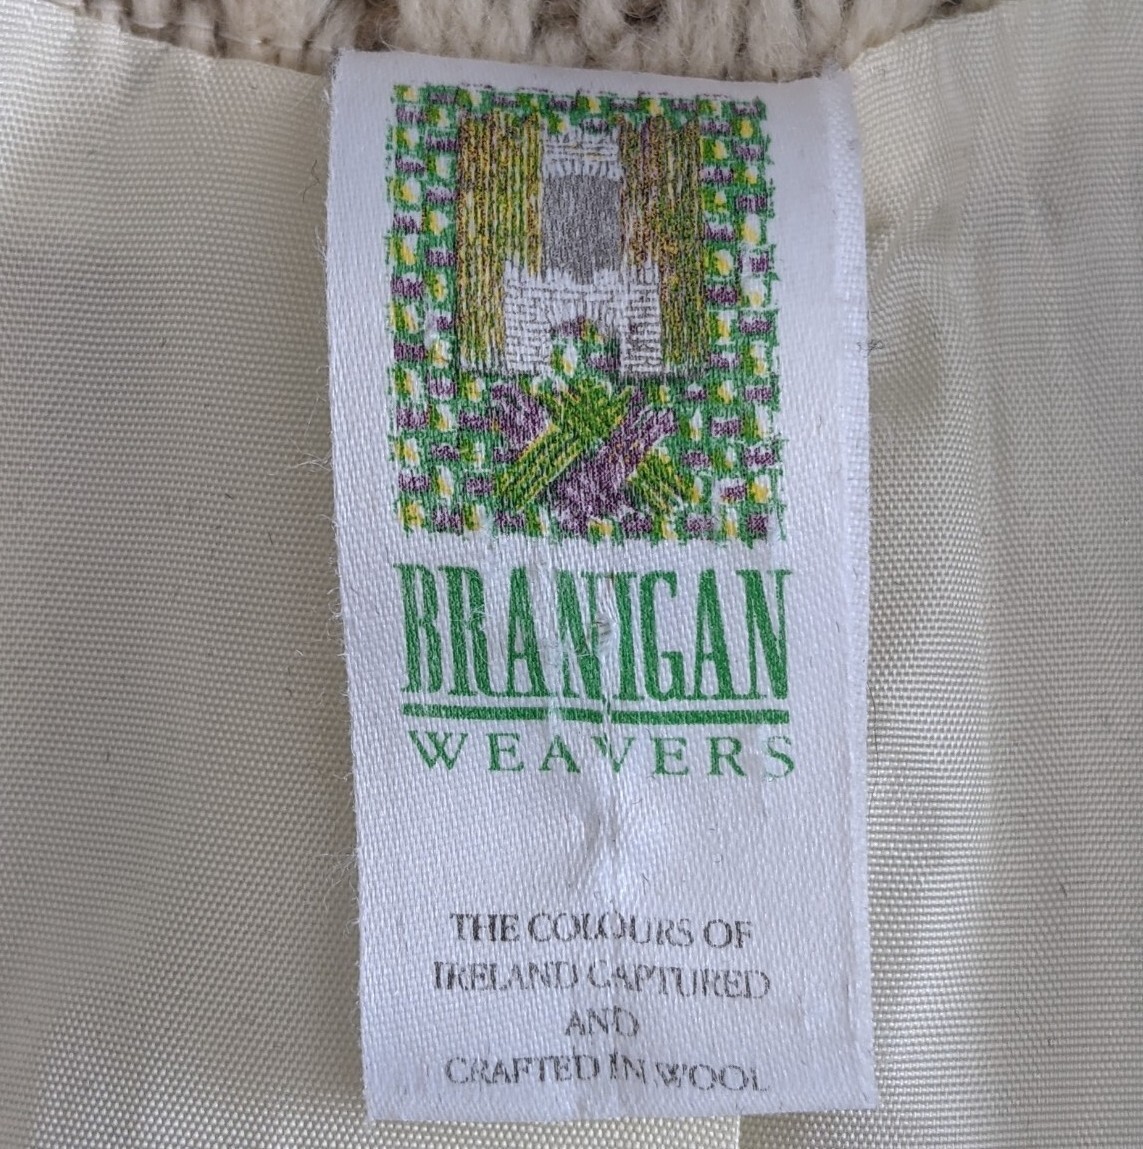 BRANIGAN
WEAVERS
THE COLOURS OF
IRELAND CAPTURED
AND
CRAFTED IN WOOL